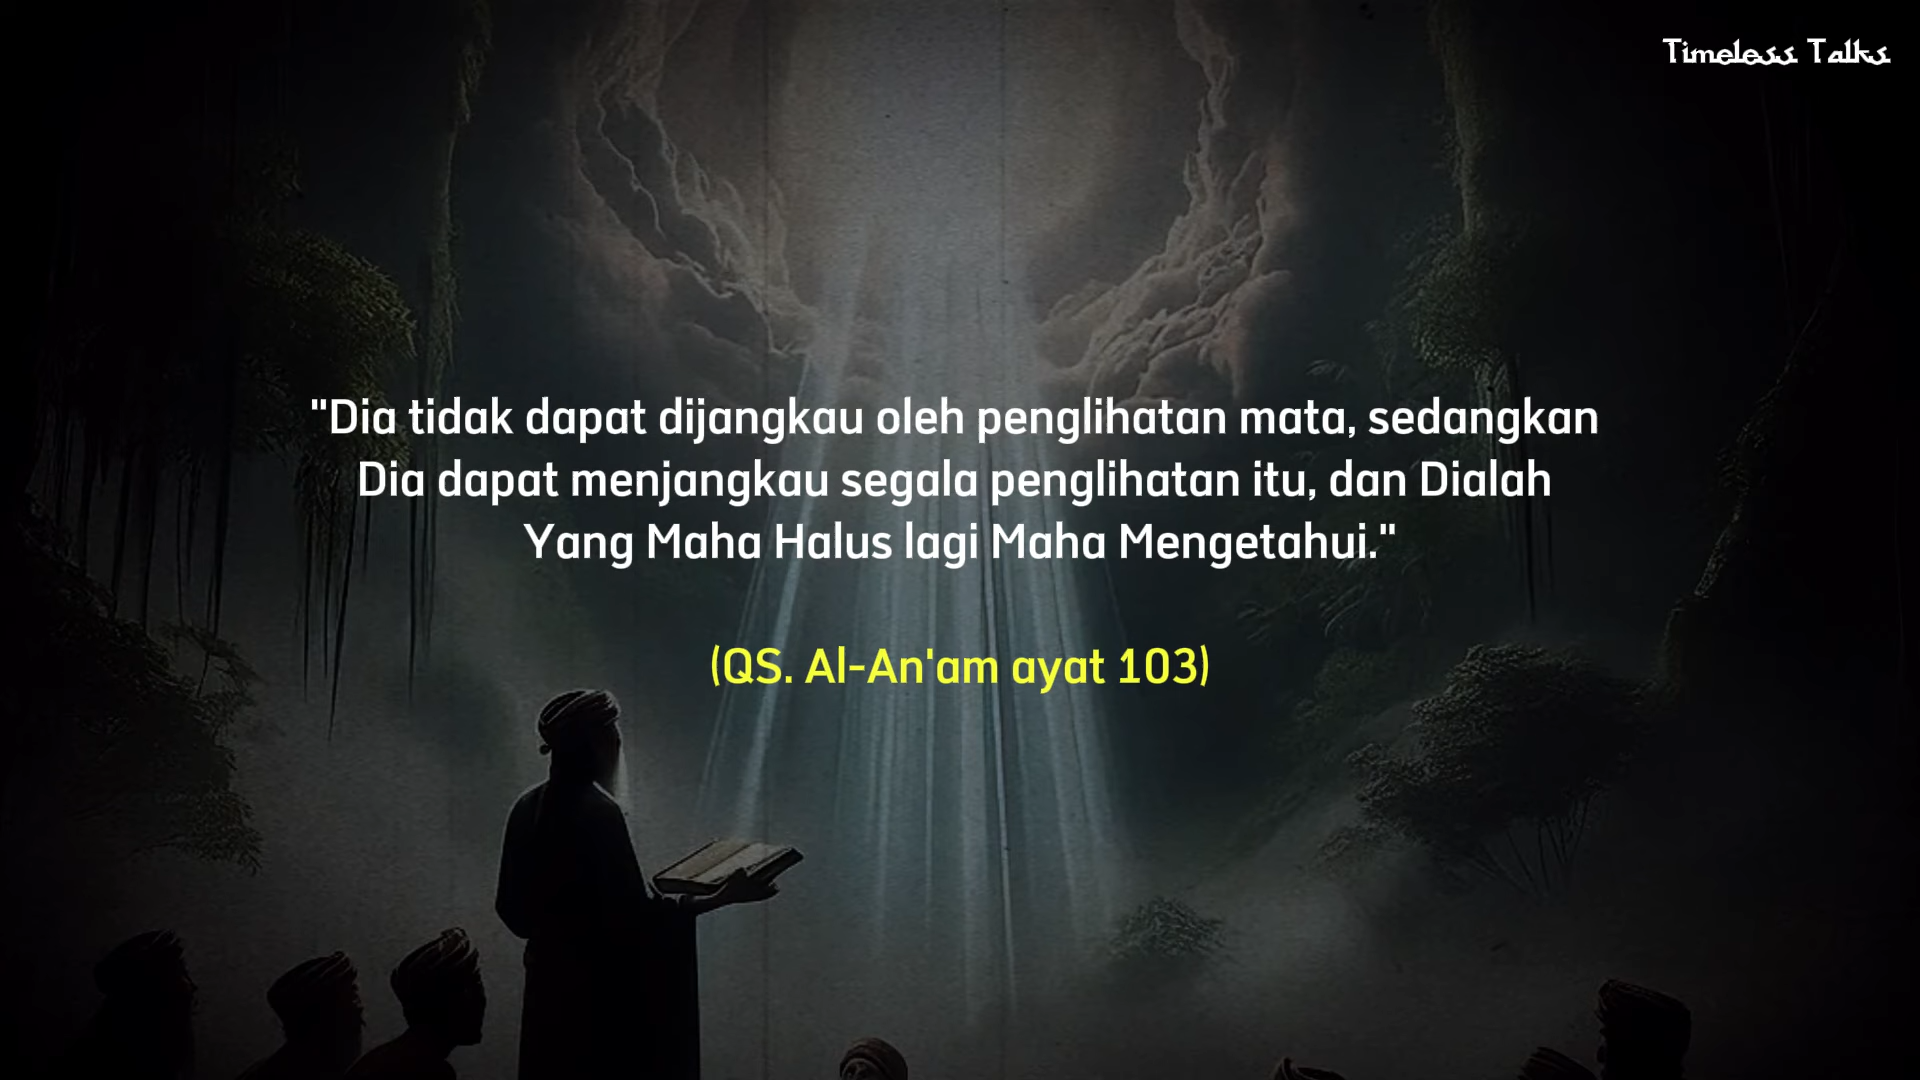 Timeless Talks
"Dia tidak dapat dijangkau oleh penglihatan mata, sedangkan
Dia dapat menjangkau segala penglihatan itu, dan Dialah
Yang Maha Halus lagi Maha Mengetahui."
(QS. Al-An'am ayat 103)